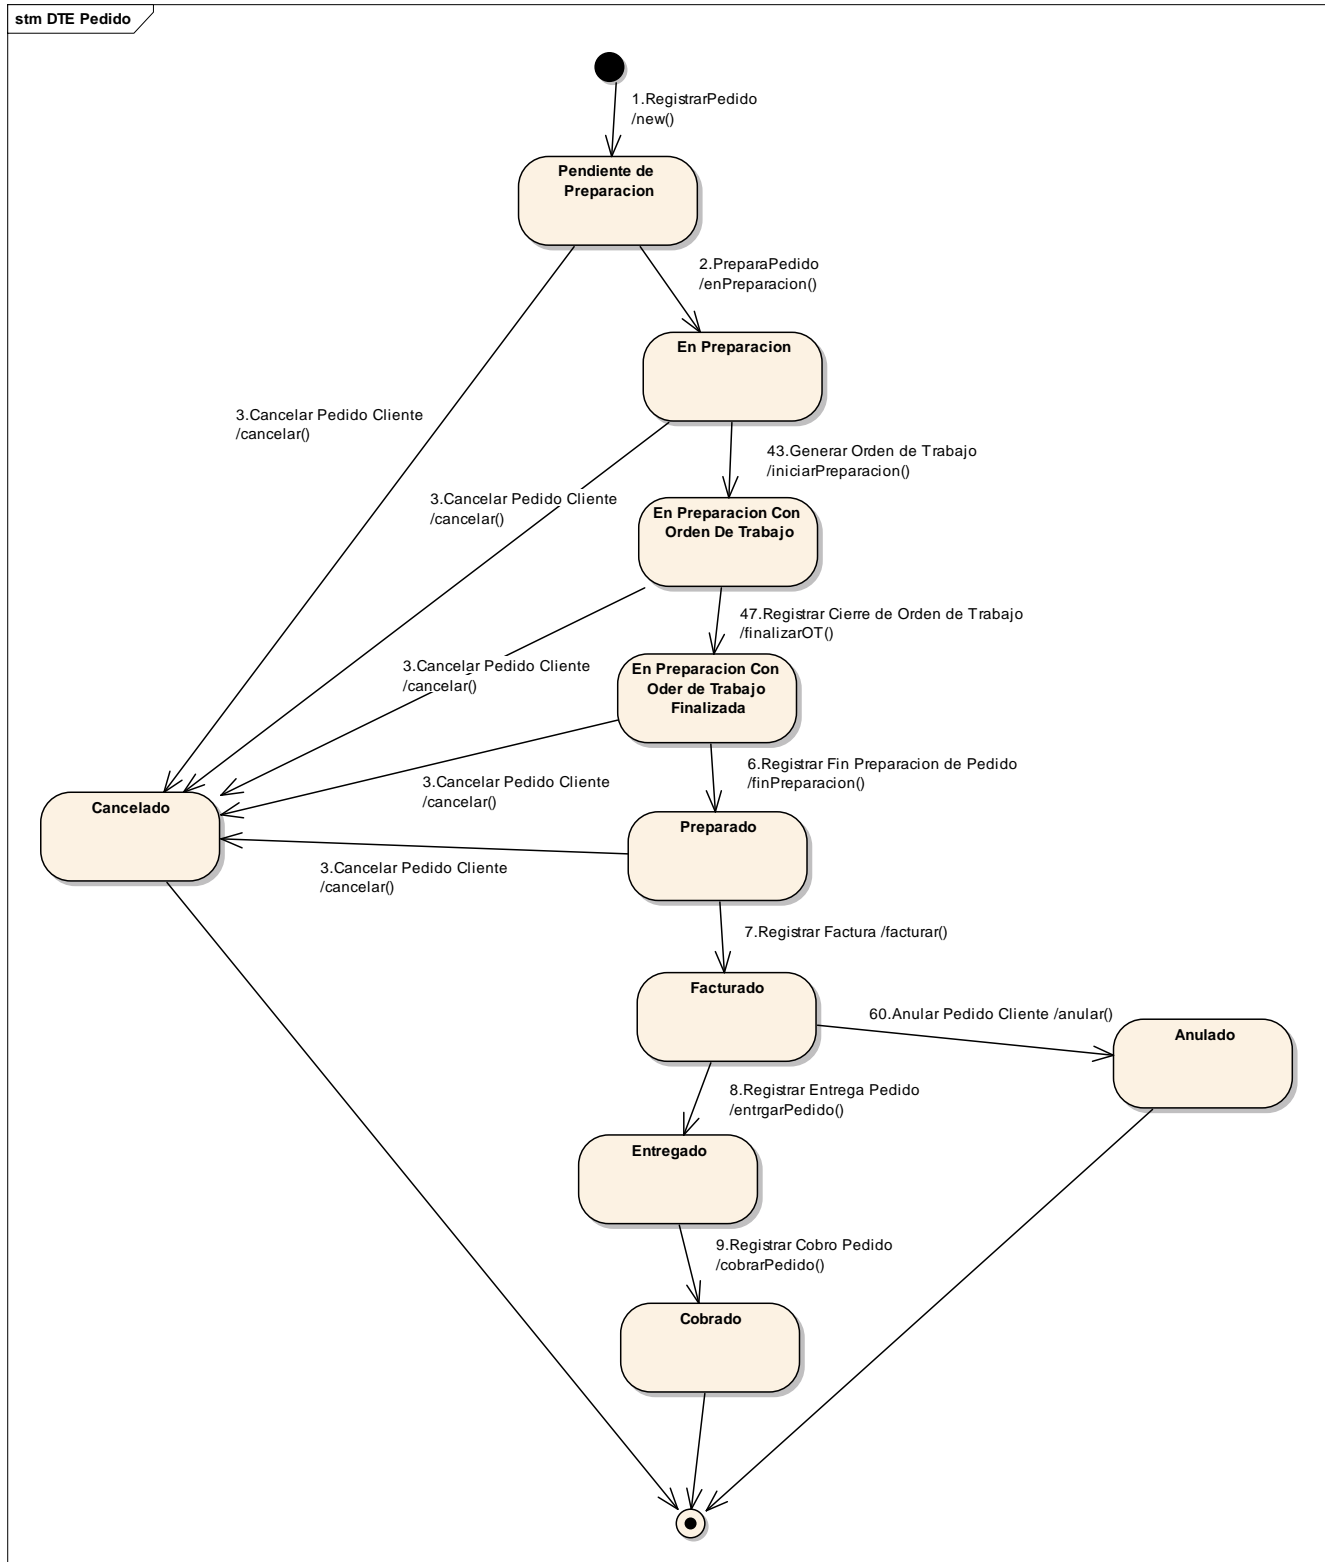 stm DTE Pedido
1.RegistrarPedido
/new()
Pendiente de
Preparacion
2.PreparaPedido
/enPreparacion()
En Preparacion
3.Cancelar Pedido Cliente
/cancelar()
43.Generar Orden de Trabajo
/iniciarPreparacion()
3.Cancelar Pedido Cliente
/cancelar()
En Preparacion Con
Orden De Trabajo
47.Registrar Cierre de Orden de Trabajo
/finalizarOT()
3.Cancelar Pedido Cliente
/cancelar()
En Preparacion Con
Oder de Trabajo
Finalizada
6.Registrar Fin Preparacion de Pedido
/finPreparacion()
3.Cancelar Pedido Cliente
/cancelar()
Cancelado
Preparado
3.Cancelar Pedido Cliente
/cancelar()
7.Registrar Factura /facturar()
Facturado
60.Anular Pedido Cliente /anular()
Anulado
8.Registrar Entrega Pedido
/entrgarPedido()
Entregado
9.Registrar Cobro Pedido
/cobrarPedido()
Cobrado